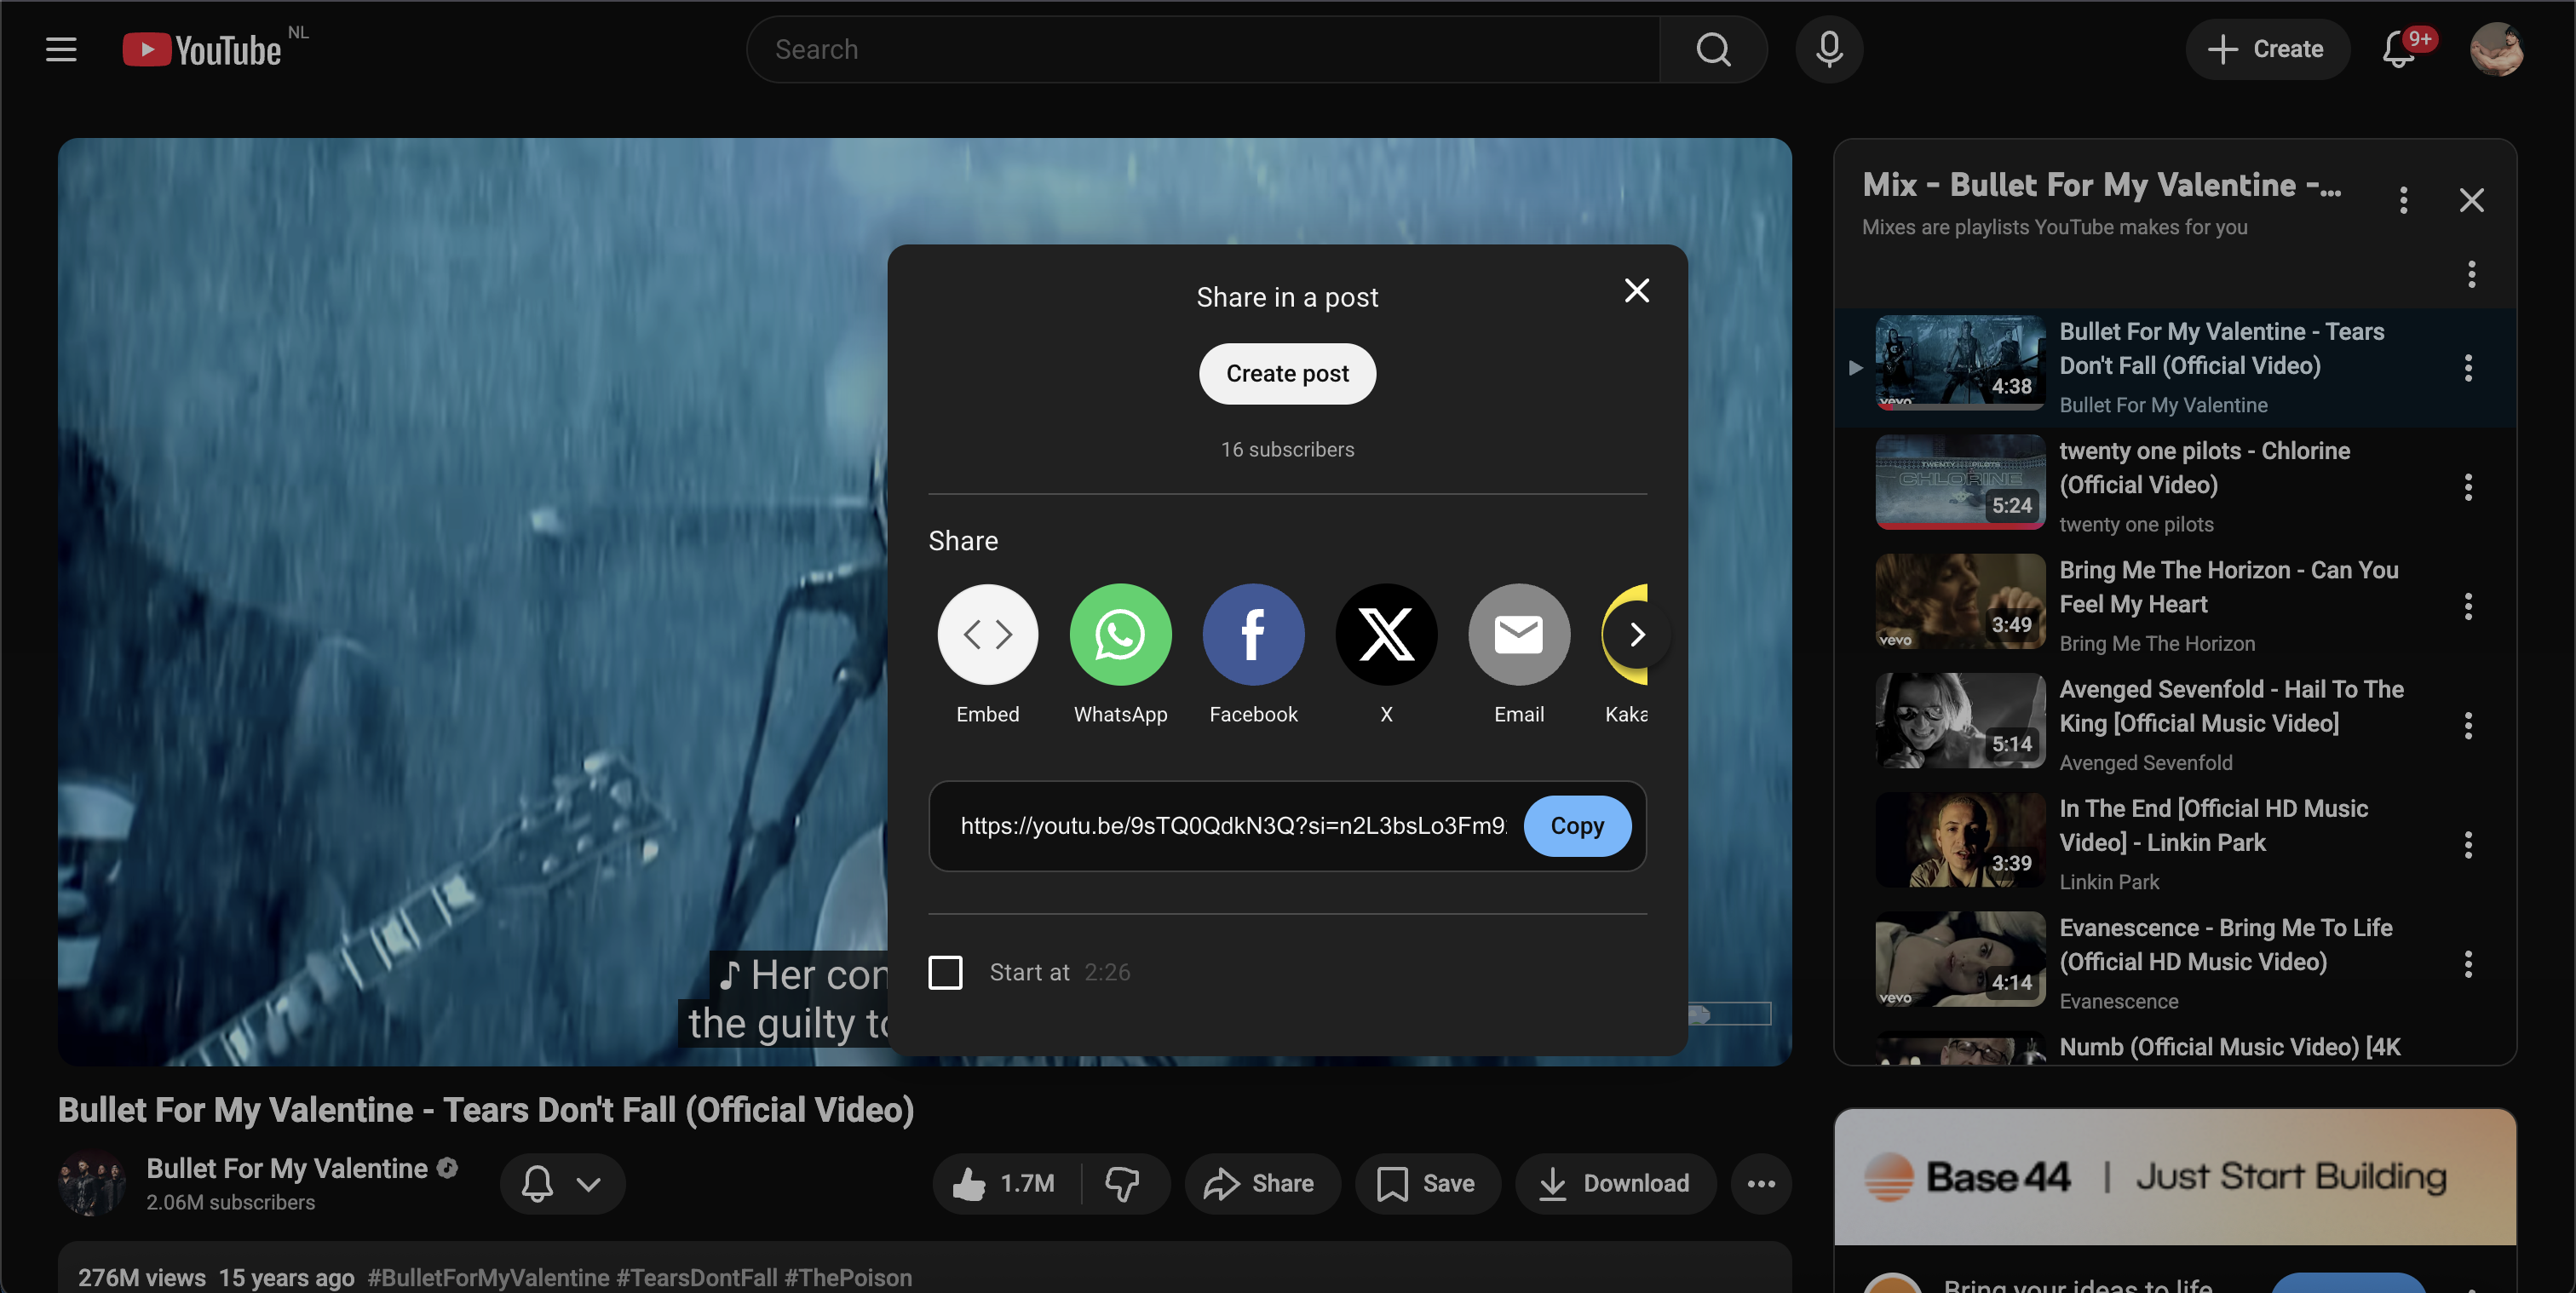 YouTube NL
Search
Create
9+
Share in a post
Create post
16 subscribers
Share
Embed
WhatsApp
Facebook
X
Email
Kaka
https://youtu.be/9sTQ0QdkN3Q?si=n2L3bsLo3Fm9
Copy
Start at 2:26
♪ Her con
the guilty to
Bullet For My Valentine - Tears Don't Fall (Official Video)
Bullet For My Valentine
2.06M subscribers
1.7M
Share
Save
Download
276M views 15 years ago #BulletForMyValentine #TearsDontFall #ThePoison
Mix - Bullet For My Valentine -...
Mixes are playlists YouTube makes for you
vevo
4:38
Bullet For My Valentine - Tears
Don't Fall (Official Video)
Bullet For My Valentine
TWENTY ONE PILOTS
CHLORINE
5:24
twenty one pilots - Chlorine
(Official Video)
twenty one pilots
vevo
3:49
Bring Me The Horizon - Can You
Feel My Heart
Bring Me The Horizon
5:14
Avenged Sevenfold - Hail To The
King [Official Music Video]
Avenged Sevenfold
3:39
In The End [Official HD Music
Video] - Linkin Park
Linkin Park
vevo
4:14
Evanescence - Bring Me To Life
(Official HD Music Video)
Evanescence
Numb (Official Music Video) [4K
Base 44 | Just Start Building
Bring your ideas to life